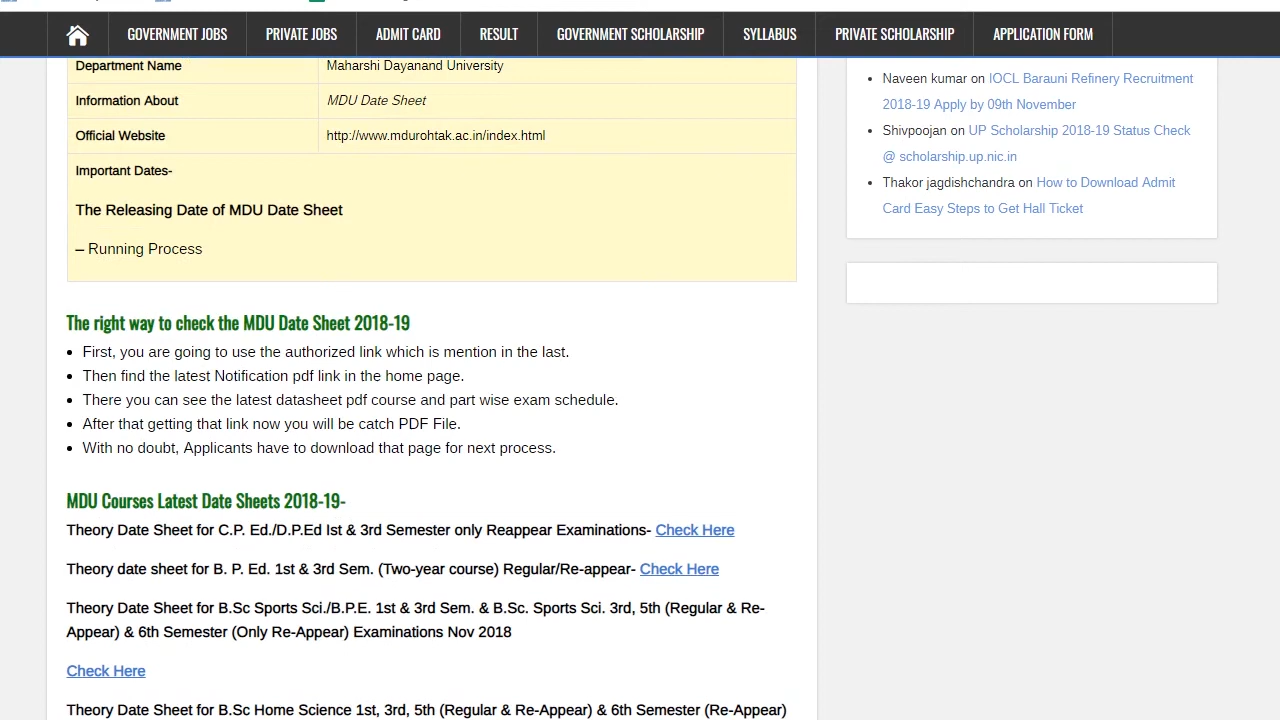 GOVERNMENT JOBS PRIVATE JOBS ADMIT CARD RESULT GOVERNMENT SCHOLARSHIP SYLLABUS PRIVATE SCHOLARSHIP APPLICATION FORM
Department Name Maharshi Dayanand University
Information About MDU Date Sheet
Official Website http://www.mdurohtak.ac.in/index.html
Important Dates-
The Releasing Date of MDU Date Sheet
– Running Process
The right way to check the MDU Date Sheet 2018-19
• First, you are going to use the authorized link which is mention in the last.
• Then find the latest Notification pdf link in the home page.
• There you can see the latest datasheet pdf course and part wise exam schedule.
• After that getting that link now you will be catch PDF File.
• With no doubt, Applicants have to download that page for next process.
MDU Courses Latest Date Sheets 2018-19-
Theory Date Sheet for C.P. Ed./D.P.Ed Ist & 3rd Semester only Reappear Examinations- Check Here
Theory date sheet for B. P. Ed. 1st & 3rd Sem. (Two-year course) Regular/Re-appear- Check Here
Theory Date Sheet for B.Sc Sports Sci./B.P.E. 1st & 3rd Sem. & B.Sc. Sports Sci. 3rd, 5th (Regular & Re-
Appear) & 6th Semester (Only Re-Appear) Examinations Nov 2018
Check Here
Theory Date Sheet for B.Sc Home Science 1st, 3rd, 5th (Regular & Re-Appear) & 6th Semester (Re-Appear)
• Naveen kumar on IOCL Barauni Refinery Recruitment
2018-19 Apply by 09th November
• Shivpoojan on UP Scholarship 2018-19 Status Check
@ scholarship.up.nic.in
• Thakor jagdishchandra on How to Download Admit
Card Easy Steps to Get Hall Ticket